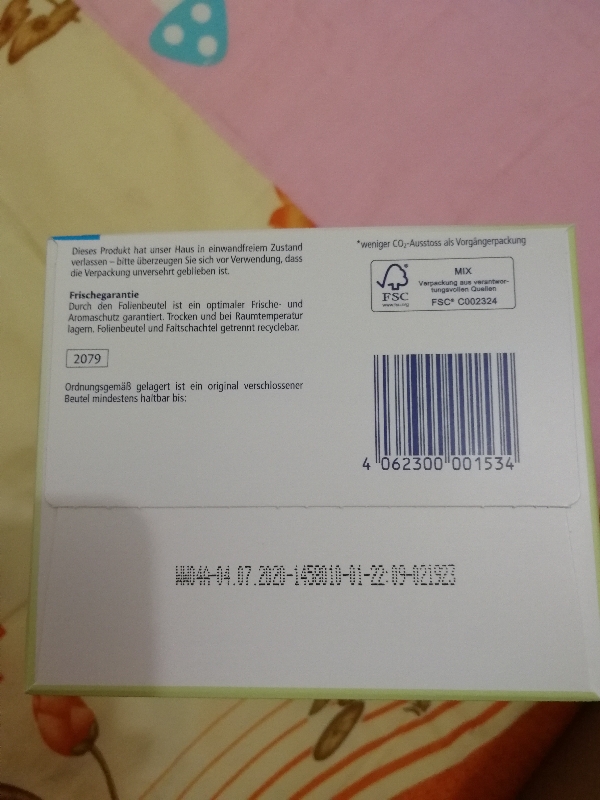 Dieses Produkt hat unser Haus in einwandfreiem Zustand
verlassen – bitte überzeugen Sie sich vor Verwendung, dass
die Verpackung unversehrt geblieben ist.
Frischegarantie
Durch den Folienbeutel ist ein optimaler Frische- und
Aromaschutz garantiert. Trocken und bei Raumtemperatur
lagern. Folienbeutel und Faltschachtel getrennt recyclebar.
2079
Ordnungsgemäß gelagert ist ein original verschlossener
Beutel mindestens haltbar bis:
*weniger CO₂-Ausstoss als Vorgängerpackung
FSC
www.fsc.org
MIX
Verpackung aus verantwor-
tungsvollen Quellen
FSC® C002324
4 062300 001534
WW04A-04.07.2020-1458010-01-22:09-021923